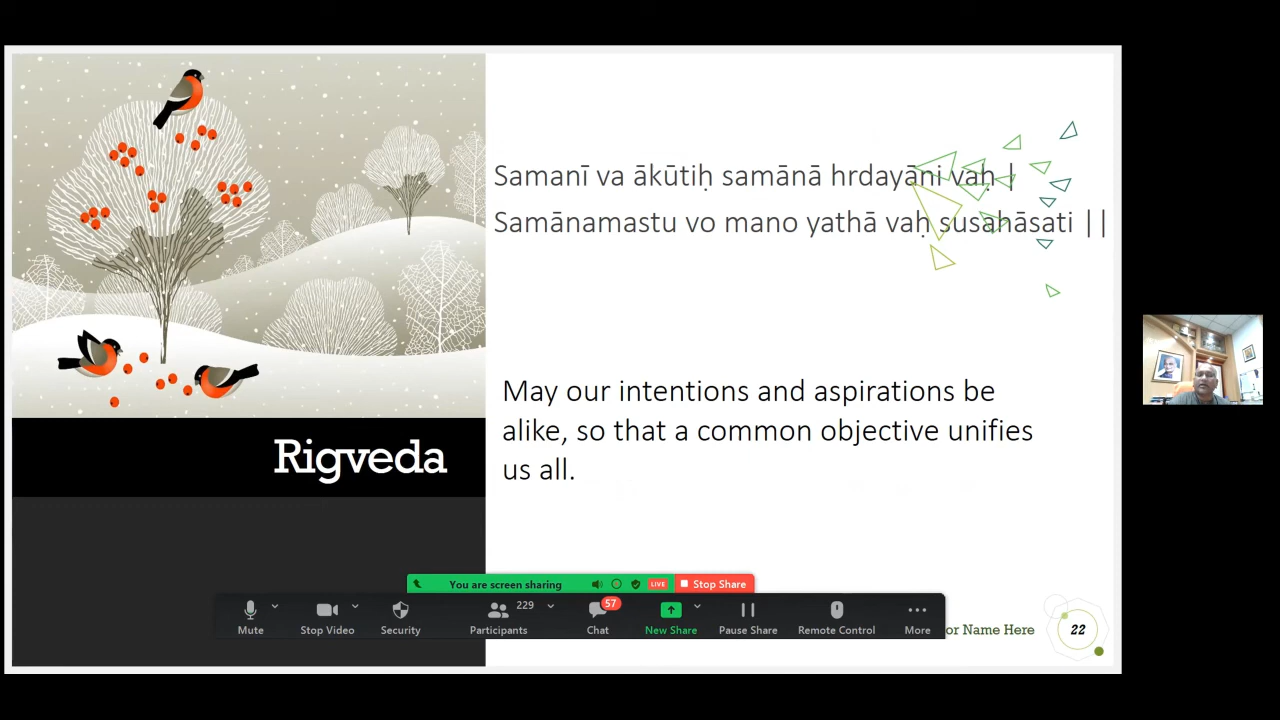 Samanī va ākūtiḥ samānā hrdayāni vaḥ |
Samānamastu vo mano yathā vaḥ susahāsati ||
May our intentions and aspirations be
alike, so that a common objective unifies
us all.
Rigveda
You are screen sharing LIVE Stop Share
Mute Stop Video Security Participants 229 Chat 57 New Share Pause Share Remote Control More
or Name Here 22